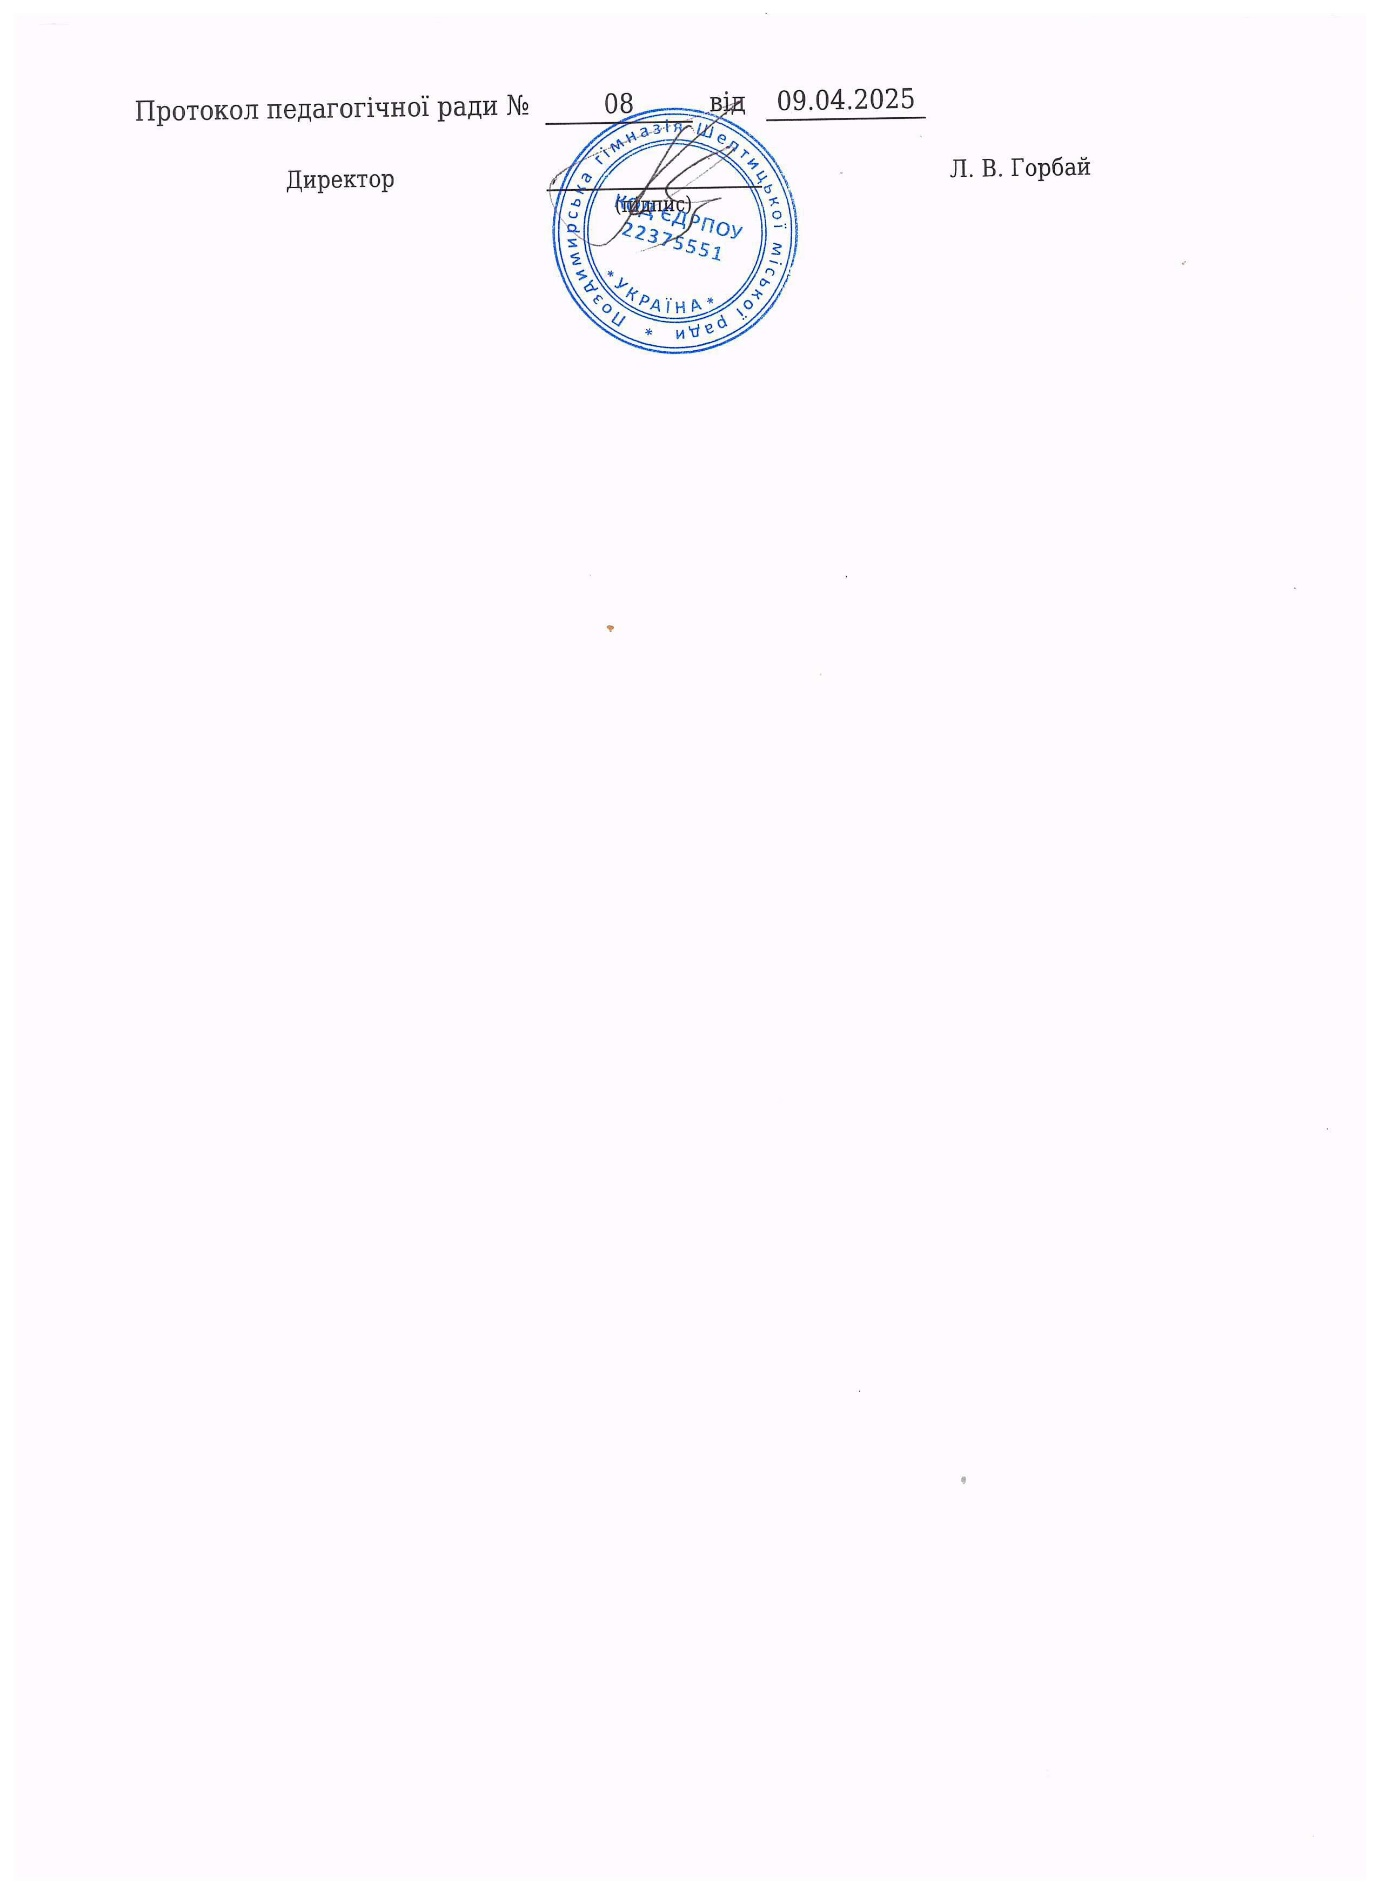 Протокол педагогічної ради № 08 від 09.04.2025
Директор Л. В. Горбай
(підпис)
Поздимирська гімназія Шептицької міської ради *
КОД ЄДРПОУ
22375551
* УКРАЇНА *